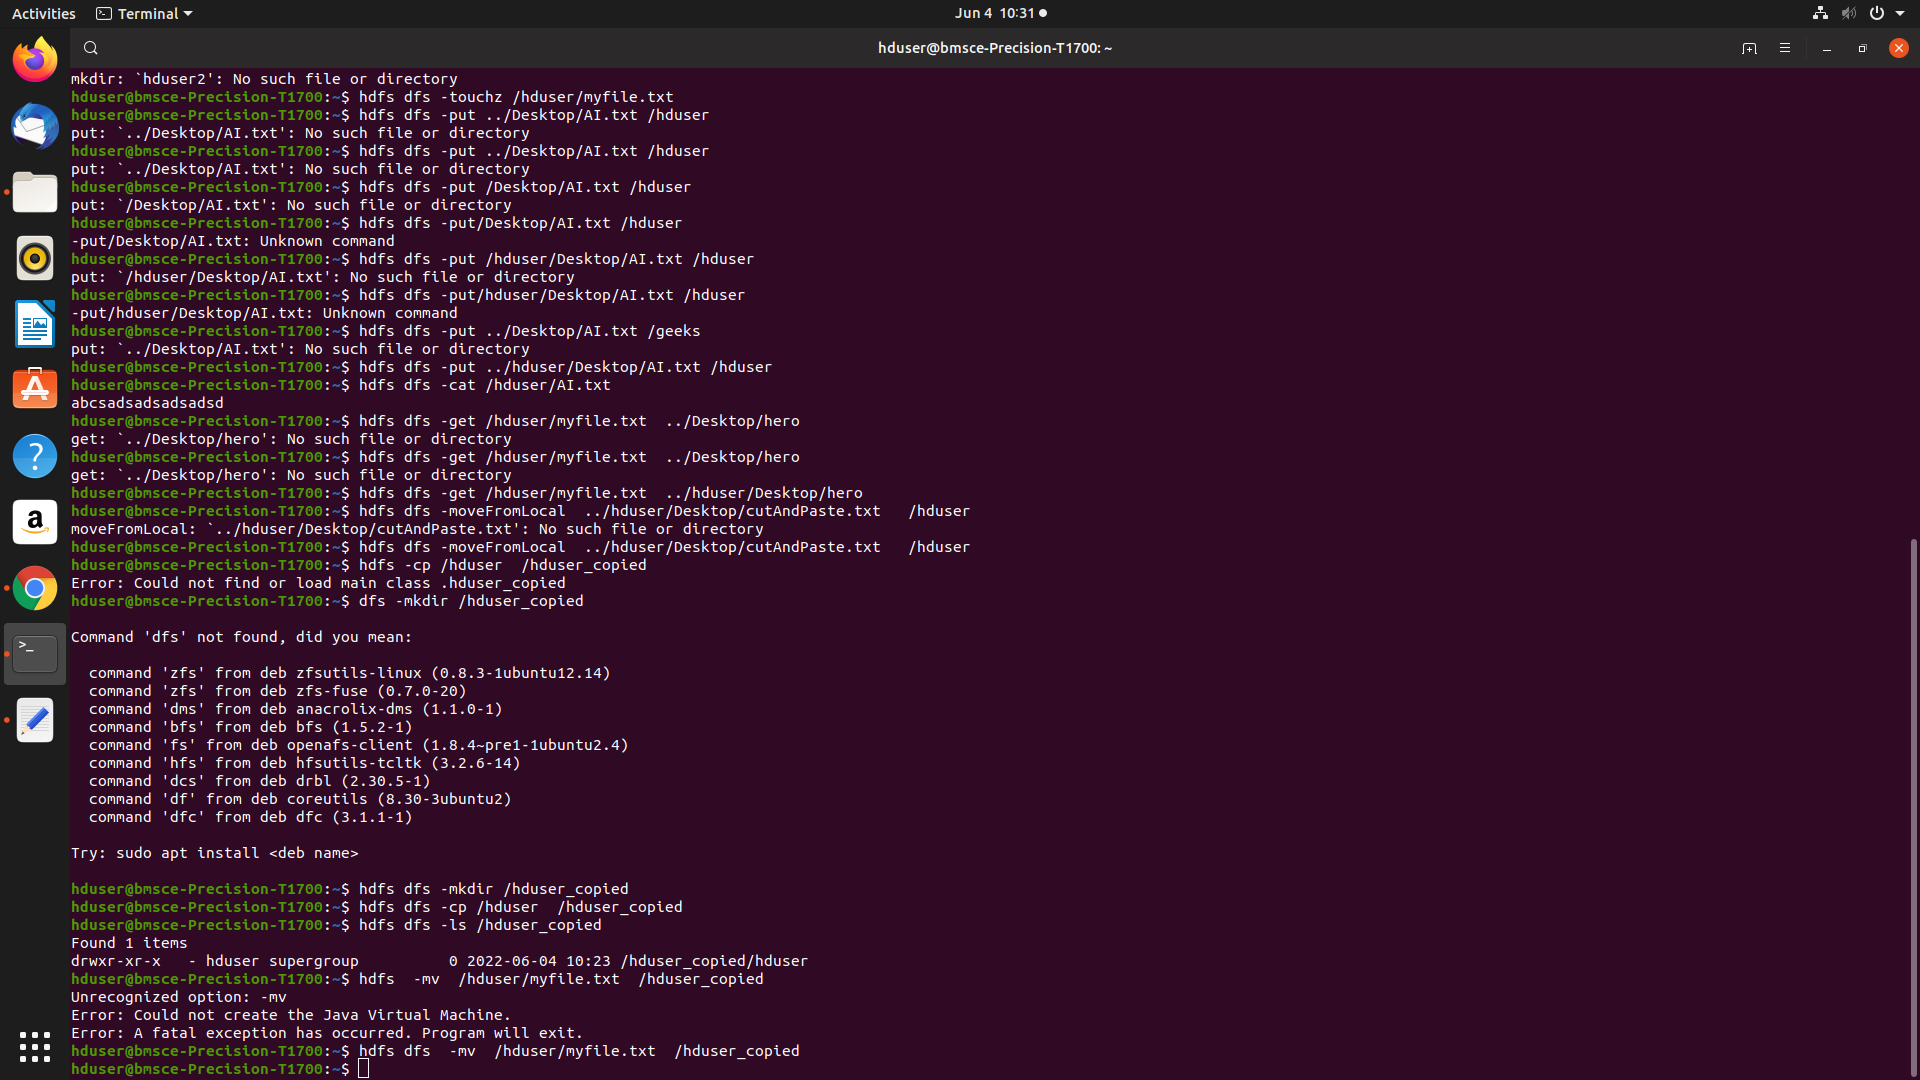 Activities Terminal Jun 4 10:31
hduser@bmsce-Precision-T1700: ~
mkdir: `hduser2': No such file or directory
hduser@bmsce-Precision-T1700:~$ hdfs dfs -touchz /hduser/myfile.txt
hduser@bmsce-Precision-T1700:~$ hdfs dfs -put ../Desktop/AI.txt /hduser
put: `../Desktop/AI.txt': No such file or directory
hduser@bmsce-Precision-T1700:~$ hdfs dfs -put ../Desktop/AI.txt /hduser
put: `../Desktop/AI.txt': No such file or directory
hduser@bmsce-Precision-T1700:~$ hdfs dfs -put /Desktop/AI.txt /hduser
put: `/Desktop/AI.txt': No such file or directory
hduser@bmsce-Precision-T1700:~$ hdfs dfs -put/Desktop/AI.txt /hduser
-put/Desktop/AI.txt: Unknown command
hduser@bmsce-Precision-T1700:~$ hdfs dfs -put /hduser/Desktop/AI.txt /hduser
put: `/hduser/Desktop/AI.txt': No such file or directory
hduser@bmsce-Precision-T1700:~$ hdfs dfs -put/hduser/Desktop/AI.txt /hduser
-put/hduser/Desktop/AI.txt: Unknown command
hduser@bmsce-Precision-T1700:~$ hdfs dfs -put ../Desktop/AI.txt /geeks
put: `../Desktop/AI.txt': No such file or directory
hduser@bmsce-Precision-T1700:~$ hdfs dfs -put ../hduser/Desktop/AI.txt /hduser
hduser@bmsce-Precision-T1700:~$ hdfs dfs -cat /hduser/AI.txt
abcsadsadsadsadsd
hduser@bmsce-Precision-T1700:~$ hdfs dfs -get /hduser/myfile.txt  ../Desktop/hero
get: `../Desktop/hero': No such file or directory
hduser@bmsce-Precision-T1700:~$ hdfs dfs -get /hduser/myfile.txt  ../Desktop/hero
get: `../Desktop/hero': No such file or directory
hduser@bmsce-Precision-T1700:~$ hdfs dfs -get /hduser/myfile.txt  ../hduser/Desktop/hero
hduser@bmsce-Precision-T1700:~$ hdfs dfs -moveFromLocal  ../hduser/Desktop/cutAndPaste.txt   /hduser
moveFromLocal: `../hduser/Desktop/cutAndPaste.txt': No such file or directory
hduser@bmsce-Precision-T1700:~$ hdfs dfs -moveFromLocal  ../hduser/Desktop/cutAndPaste.txt   /hduser
hduser@bmsce-Precision-T1700:~$ hdfs -cp /hduser  /hduser_copied
Error: Could not find or load main class .hduser_copied
hduser@bmsce-Precision-T1700:~$ dfs -mkdir /hduser_copied
Command 'dfs' not found, did you mean:
  command 'zfs' from deb zfsutils-linux (0.8.3-1ubuntu12.14)
  command 'zfs' from deb zfs-fuse (0.7.0-20)
  command 'dms' from deb anacrolix-dms (1.1.0-1)
  command 'bfs' from deb bfs (1.5.2-1)
  command 'fs' from deb openafs-client (1.8.4~pre1-1ubuntu2.4)
  command 'hfs' from deb hfsutils-tcltk (3.2.6-14)
  command 'dcs' from deb drbl (2.30.5-1)
  command 'df' from deb coreutils (8.30-3ubuntu2)
  command 'dfc' from deb dfc (3.1.1-1)
Try: sudo apt install <deb name>
hduser@bmsce-Precision-T1700:~$ hdfs dfs -mkdir /hduser_copied
hduser@bmsce-Precision-T1700:~$ hdfs dfs -cp /hduser  /hduser_copied
hduser@bmsce-Precision-T1700:~$ hdfs dfs -ls /hduser_copied
Found 1 items
drwxr-xr-x   - hduser supergroup          0 2022-06-04 10:23 /hduser_copied/hduser
hduser@bmsce-Precision-T1700:~$ hdfs  -mv  /hduser/myfile.txt  /hduser_copied
Unrecognized option: -mv
Error: Could not create the Java Virtual Machine.
Error: A fatal exception has occurred. Program will exit.
hduser@bmsce-Precision-T1700:~$ hdfs dfs  -mv  /hduser/myfile.txt  /hduser_copied
hduser@bmsce-Precision-T1700:~$